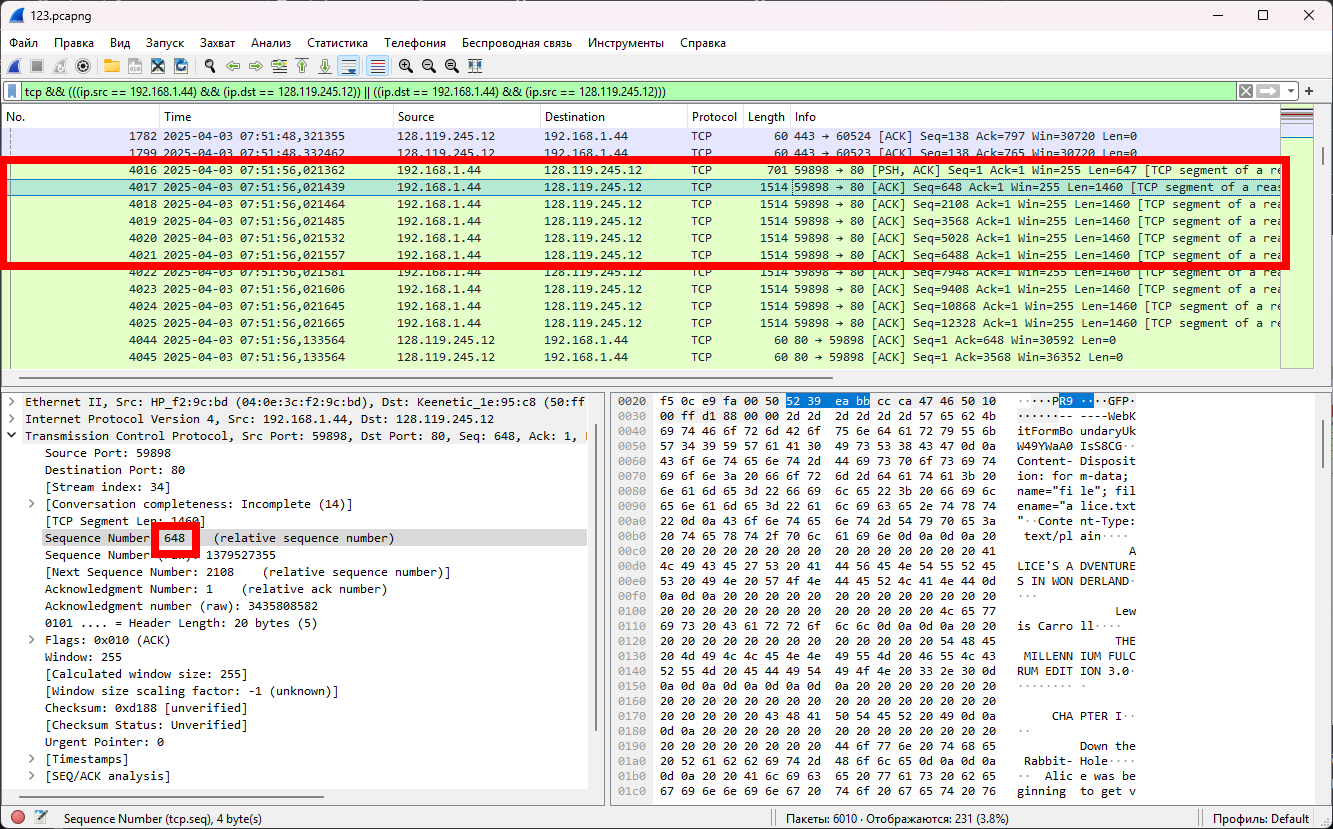 123.pcapng
Файл Правка Вид Запуск Захват Анализ Статистика Телефония Беспроводная связь Инструменты Справка
tcp && (((ip.src == 192.168.1.44) && (ip.dst == 128.119.245.12)) || ((ip.dst == 192.168.1.44) && (ip.src == 128.119.245.12)))
No. Time Source Destination Protocol Length Info
1782 2025-04-03 07:51:48,321355 128.119.245.12 192.168.1.44 TCP 60 443 → 60524 [ACK] Seq=138 Ack=797 Win=30720 Len=0
1799 2025-04-03 07:51:48,332462 128.119.245.12 192.168.1.44 TCP 60 443 → 60523 [ACK] Seq=138 Ack=765 Win=30720 Len=0
4016 2025-04-03 07:51:56,021362 192.168.1.44 128.119.245.12 TCP 701 59898 → 80 [PSH, ACK] Seq=1 Ack=1 Win=255 Len=647 [TCP segment of a re
4017 2025-04-03 07:51:56,021439 192.168.1.44 128.119.245.12 TCP 1514 59898 → 80 [ACK] Seq=648 Ack=1 Win=255 Len=1460 [TCP segment of a reas
4018 2025-04-03 07:51:56,021464 192.168.1.44 128.119.245.12 TCP 1514 59898 → 80 [ACK] Seq=2108 Ack=1 Win=255 Len=1460 [TCP segment of a rea
4019 2025-04-03 07:51:56,021485 192.168.1.44 128.119.245.12 TCP 1514 59898 → 80 [ACK] Seq=3568 Ack=1 Win=255 Len=1460 [TCP segment of a rea
4020 2025-04-03 07:51:56,021532 192.168.1.44 128.119.245.12 TCP 1514 59898 → 80 [ACK] Seq=5028 Ack=1 Win=255 Len=1460 [TCP segment of a rea
4021 2025-04-03 07:51:56,021557 192.168.1.44 128.119.245.12 TCP 1514 59898 → 80 [ACK] Seq=6488 Ack=1 Win=255 Len=1460 [TCP segment of a rea
4022 2025-04-03 07:51:56,021581 192.168.1.44 128.119.245.12 TCP 1514 59898 → 80 [ACK] Seq=7948 Ack=1 Win=255 Len=1460 [TCP segment of a rea
4023 2025-04-03 07:51:56,021606 192.168.1.44 128.119.245.12 TCP 1514 59898 → 80 [ACK] Seq=9408 Ack=1 Win=255 Len=1460 [TCP segment of a rea
4024 2025-04-03 07:51:56,021645 192.168.1.44 128.119.245.12 TCP 1514 59898 → 80 [ACK] Seq=10868 Ack=1 Win=255 Len=1460 [TCP segment of a re
4025 2025-04-03 07:51:56,021665 192.168.1.44 128.119.245.12 TCP 1514 59898 → 80 [ACK] Seq=12328 Ack=1 Win=255 Len=1460 [TCP segment of a re
4044 2025-04-03 07:51:56,133564 128.119.245.12 192.168.1.44 TCP 60 80 → 59898 [ACK] Seq=1 Ack=648 Win=30592 Len=0
4045 2025-04-03 07:51:56,133564 128.119.245.12 192.168.1.44 TCP 60 80 → 59898 [ACK] Seq=1 Ack=3568 Win=36352 Len=0
Ethernet II, Src: HP_f2:9c:bd (04:0e:3c:f2:9c:bd), Dst: Keenetic_1e:95:c8 (50:ff
Internet Protocol Version 4, Src: 192.168.1.44, Dst: 128.119.245.12
Transmission Control Protocol, Src Port: 59898, Dst Port: 80, Seq: 648, Ack: 1,
Source Port: 59898
Destination Port: 80
[Stream index: 34]
[Conversation completeness: Incomplete (14)]
[TCP Segment Len: 1460]
Sequence Number: 648 (relative sequence number)
Sequence Number (raw): 1379527355
[Next Sequence Number: 2108 (relative sequence number)]
Acknowledgment Number: 1 (relative ack number)
Acknowledgment number (raw): 3435808582
0101 .... = Header Length: 20 bytes (5)
Flags: 0x010 (ACK)
Window: 255
[Calculated window size: 255]
[Window size scaling factor: -1 (unknown)]
Checksum: 0xd188 [unverified]
[Checksum Status: Unverified]
Urgent Pointer: 0
[Timestamps]
[SEQ/ACK analysis]
0020 f5 0c e9 fa 00 50 52 39 ea bb cc ca 47 46 50 10 ·····PR9 ····GFP·
0030 00 ff d1 88 00 00 2d 2d 2d 2d 2d 2d 57 65 62 4b ······-- ----WebK
0040 69 74 46 6f 72 6d 42 6f 75 6e 64 61 72 79 55 6b itFormBo undaryUk
0050 57 34 39 59 57 61 41 30 49 73 53 38 43 47 0d 0a W49YWaA0 IsS8CG··
0060 43 6f 6e 74 65 6e 74 2d 44 69 73 70 6f 73 69 74 Content- Disposit
0070 69 6f 6e 3a 20 66 6f 72 6d 2d 64 61 74 61 3b 20 ion: for m-data;
0080 6e 61 6d 65 3d 22 66 69 6c 65 22 3b 20 66 69 6c name="fi le"; fil
0090 65 6e 61 6d 65 3d 22 61 6c 69 63 65 2e 74 78 74 ename="a lice.txt
00a0 22 0d 0a 43 6f 6e 74 65 6e 74 2d 54 79 70 65 3a "··Conte nt-Type:
00b0 20 74 65 78 74 2f 70 6c 61 69 6e 0d 0a 0d 0a 20 text/pl ain····
00c0 20 20 20 20 20 20 20 20 20 20 20 20 20 20 20 41 A
00d0 4c 49 43 45 27 53 20 41 44 56 45 4e 54 55 52 45 LICE'S A DVENTURE
00e0 53 20 49 4e 20 57 4f 4e 44 45 52 4c 41 4e 44 0d S IN WON DERLAND·
00f0 0a 0d 0a 20 20 20 20 20 20 20 20 20 20 20 20 20 ···
0100 20 20 20 20 20 20 20 20 20 20 20 20 20 4c 65 77 Lew
0110 69 73 20 43 61 72 72 6f 6c 6c 0d 0a 0d 0a 20 20 is Carro ll····
0120 20 20 20 20 20 20 20 20 20 20 20 20 20 54 48 45 THE
0130 20 4d 49 4c 4c 45 4e 4e 49 55 4d 20 46 55 4c 43 MILLENN IUM FULC
0140 52 55 4d 20 45 44 49 54 49 4f 4e 20 33 2e 30 0d RUM EDIT ION 3.0·
0150 0a 0d 0a 0d 0a 0d 0a 0d 0a 20 20 20 20 20 20 20 ········ ·
0160 20 20 20 20 20 20 20 20 20 20 20 20 20 20 20 20
0170 20 20 20 20 20 43 48 41 50 54 45 52 20 49 0d 0a CHA PTER I··
0180 0d 0a 20 20 20 20 20 20 20 20 20 20 20 20 20 20 ··
0190 20 20 20 20 20 20 20 20 44 6f 77 6e 20 74 68 65 Down the
01a0 20 52 61 62 62 69 74 2d 48 6f 6c 65 0d 0a 0d 0a Rabbit- Hole····
01b0 0d 0a 20 20 41 6c 69 63 65 20 77 61 73 20 62 65 ·· Alic e was be
01c0 67 69 6e 6e 69 6e 67 20 74 6f 20 67 65 74 20 76 ginning to get v
Sequence Number (tcp.seq), 4 byte(s)
Пакеты: 6010 · Отображаются: 231 (3.8%)
Профиль: Default